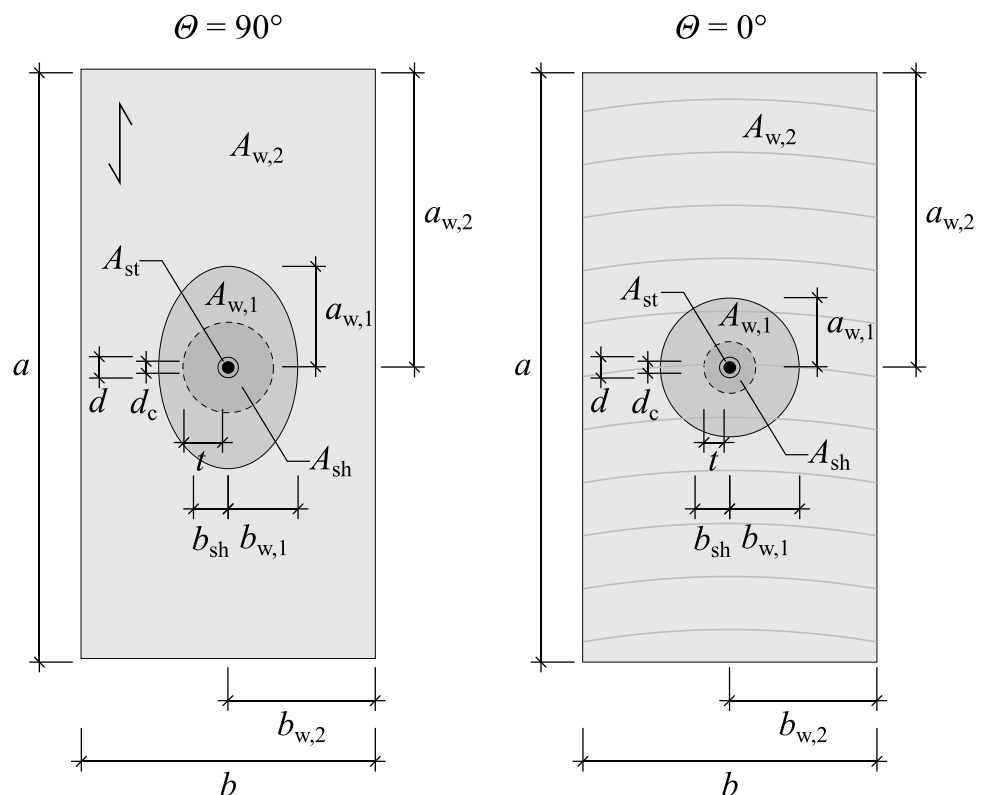 Θ = 90°
A_w,2
a_w,2
A_st
A_w,1
a_w,1
a
d
d_c
t
A_sh
b_sh
b_w,1
b_w,2
b
Θ = 0°
A_w,2
a_w,2
A_st
A_w,1
a_w,1
a
d
d_c
t
A_sh
b_sh
b_w,1
b_w,2
b